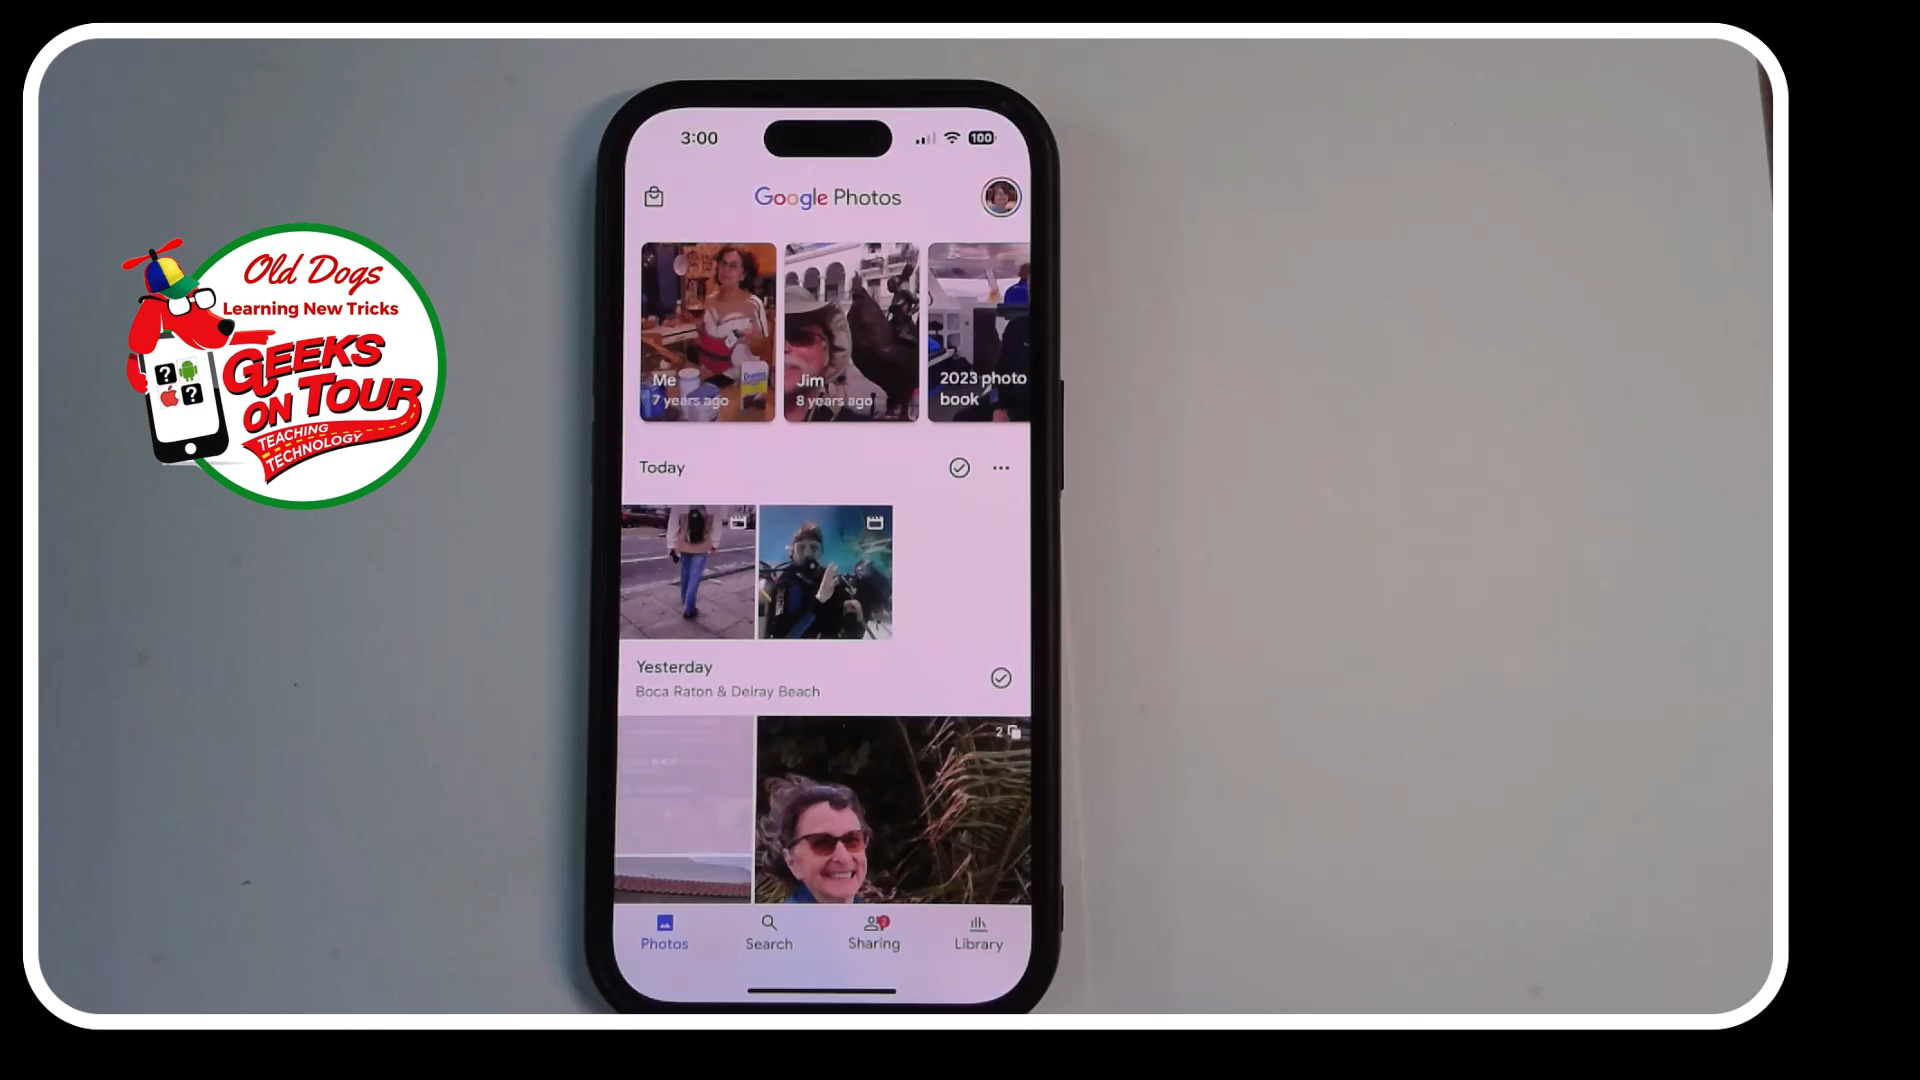 Old Dogs
Learning New Tricks
GEEKS
ON TOUR
TEACHING
TECHNOLOGY
3:00
100
Google Photos
Me
7 years ago
Jim
8 years ago
2023 photo
book
Today
Yesterday
Boca Raton & Delray Beach
2
Photos
Search
Sharing
Library